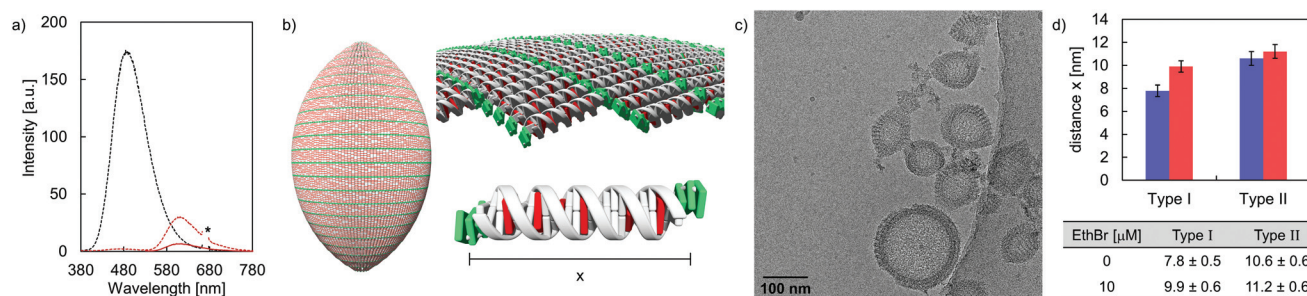 a)
200
150
100
50
0
Intensity [a.u.]
*
380 480 580 680 780
Wavelength [nm]
b)
x
c)
100 nm
d)
14
12
10
8
6
4
2
0
distance x [nm]
Type I Type II
EthBr [µM] Type I Type II
0 7.8 ± 0.5 10.6 ± 0.6
10 9.9 ± 0.6 11.2 ± 0.6